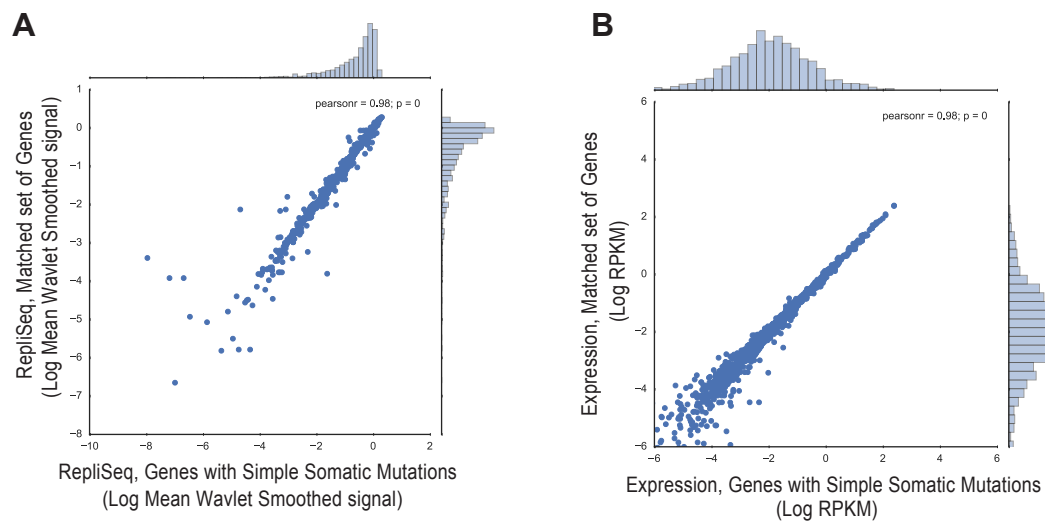 A
pearsonr = 0.98; p = 0
RepliSeq, Matched set of Genes
(Log Mean Wavlet Smoothed signal)
1
0
−1
−2
−3
−4
−5
−6
−7
−8
−10
−8
−6
−4
−2
0
2
RepliSeq, Genes with Simple Somatic Mutations
(Log Mean Wavlet Smoothed signal)
B
pearsonr = 0.98; p = 0
Expression, Matched set of Genes
(Log RPKM)
6
4
2
0
−2
−4
−6
−6
−4
−2
0
2
4
6
Expression, Genes with Simple Somatic Mutations
(Log RPKM)